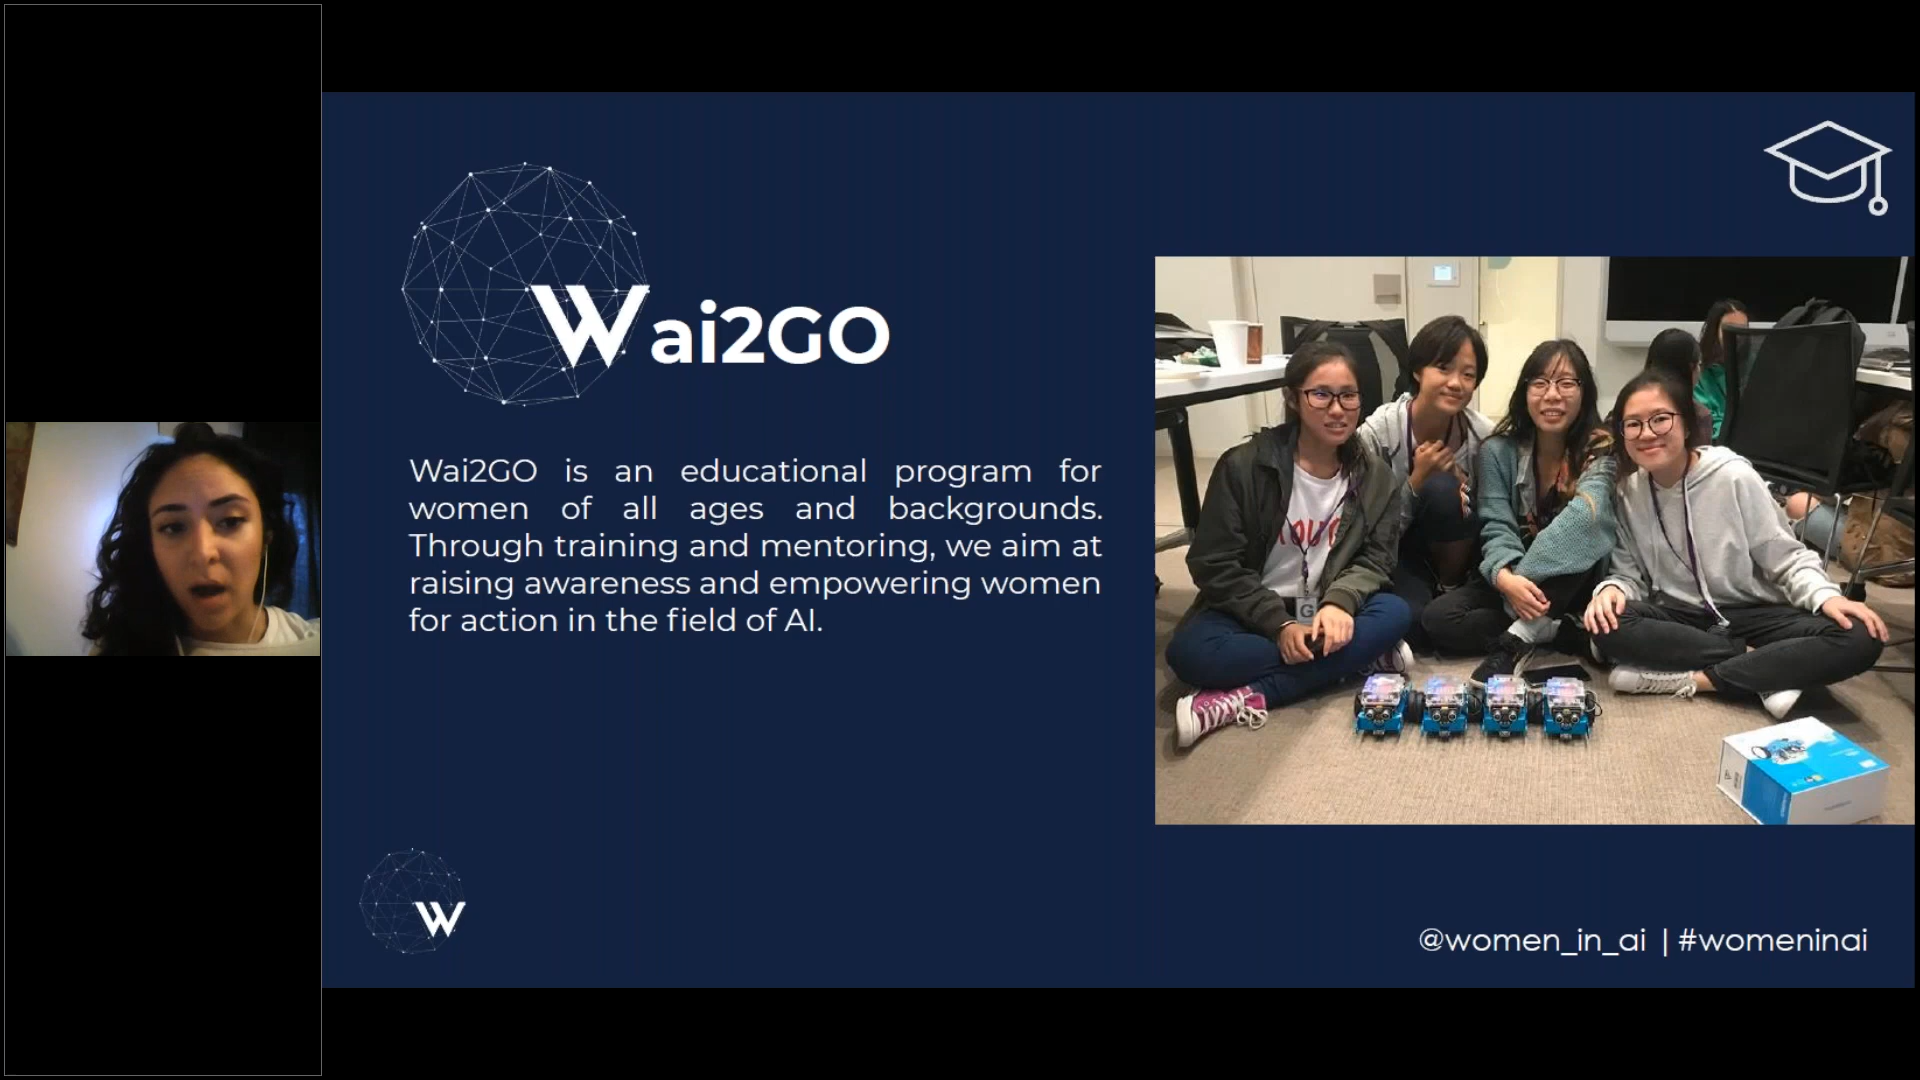 Wai2GO
Wai2GO is an educational program for
women of all ages and backgrounds.
Through training and mentoring, we aim at
raising awareness and empowering women
for action in the field of AI.
G
W
@women_in_ai | #womeninai